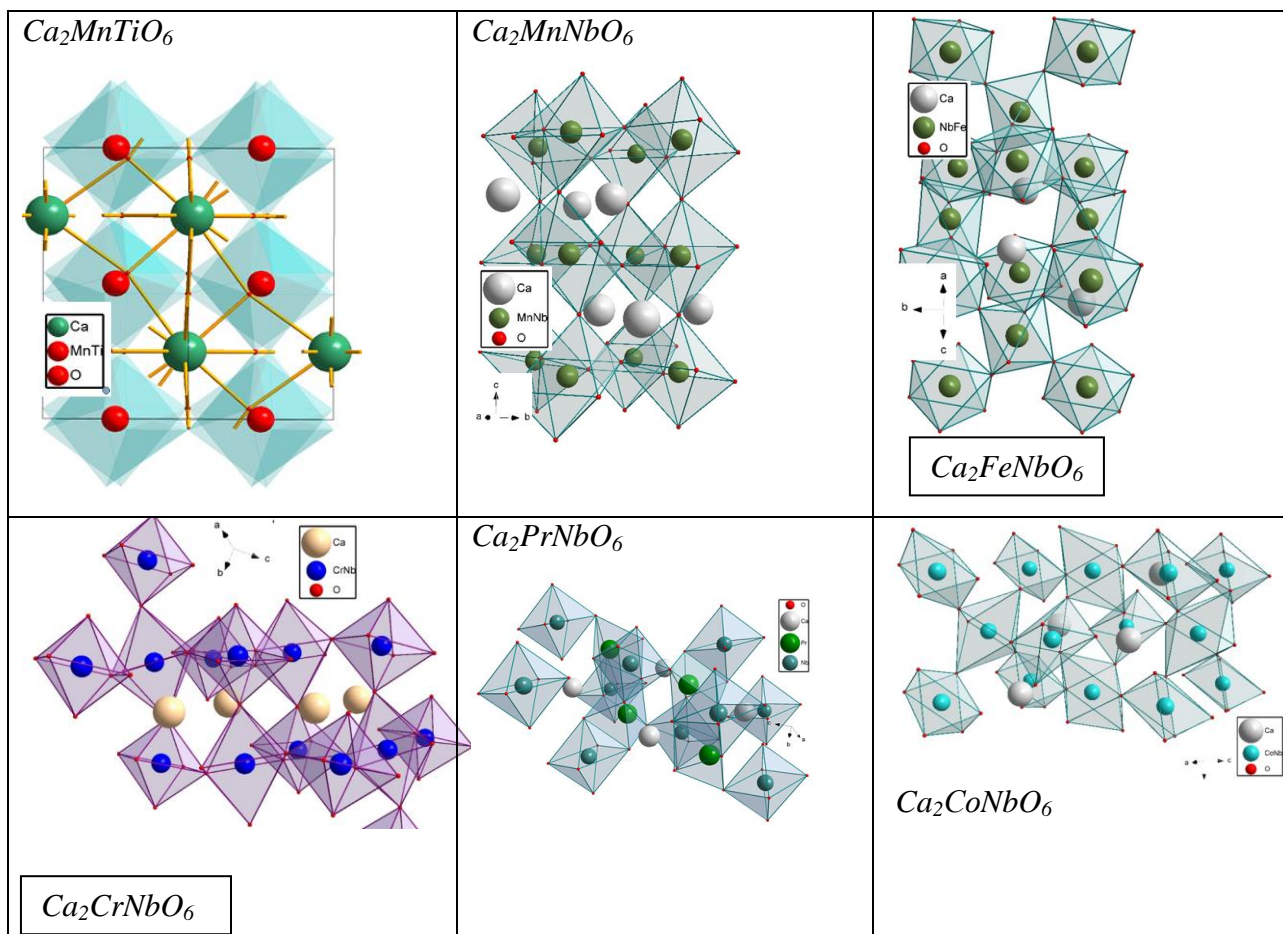 Ca2MnTiO6
Ca
MnTi
O
Ca2MnNbO6
Ca
MnNb
O
c
a b
Ca
NbFe
O
a
b
c
Ca2FeNbO6
a
c
b
Ca
CrNb
O
Ca2CrNbO6
Ca2PrNbO6
O
Ca
Pr
Nb
c
b a
Ca2CoNbO6
Ca
CoNb
O
a c